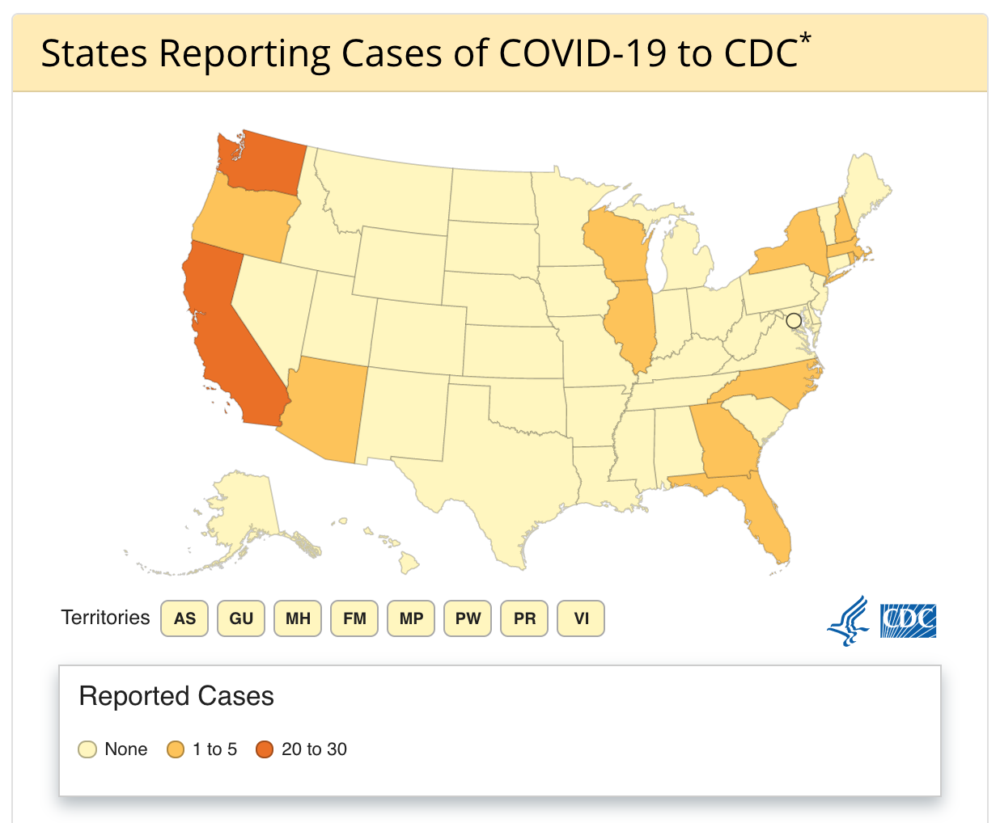 States Reporting Cases of COVID-19 to CDC*
Territories AS GU MH FM MP PW PR VI
CDC
Reported Cases
None 1 to 5 20 to 30